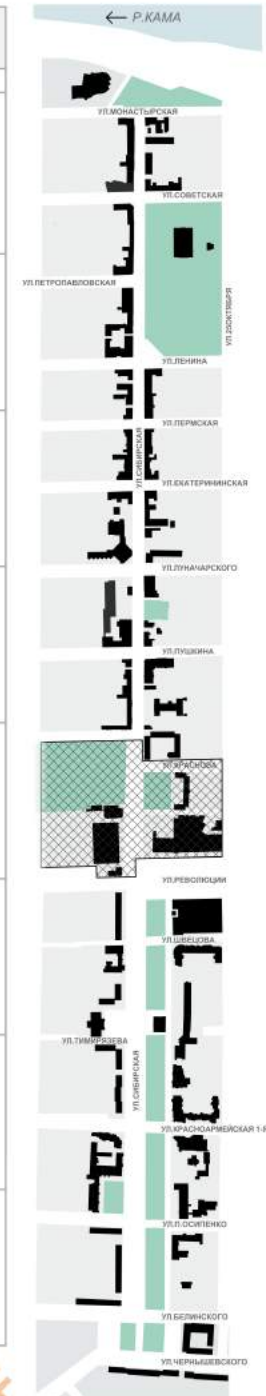 ← Р.КАМА
УЛ.МОНАСТЫРСКАЯ
УЛ.СОВЕТСКАЯ
УЛ.ПЕТРОПАВЛОВСКАЯ
УЛ.25ОКТЯБРЯ
УЛ.ЛЕНИНА
УЛ.ПЕРМСКАЯ
УЛ.СИБИРСКАЯ
УЛ.ЕКАТЕРИНИНСКАЯ
УЛ.ЛУНАЧАРСКОГО
УЛ.ПУШКИНА
УЛ.КРАСНОВА
УЛ.РЕВОЛЮЦИИ
УЛ.ШВЕЦОВА
УЛ.ТИМИРЯЗЕВА
УЛ.СИБИРСКАЯ
УЛ.КРАСНОАРМЕЙСКАЯ 1-Я
УЛ.П.ОСИПЕНКО
УЛ.БЕЛИНСКОГО
УЛ.ЧЕРНЫШЕВСКОГО